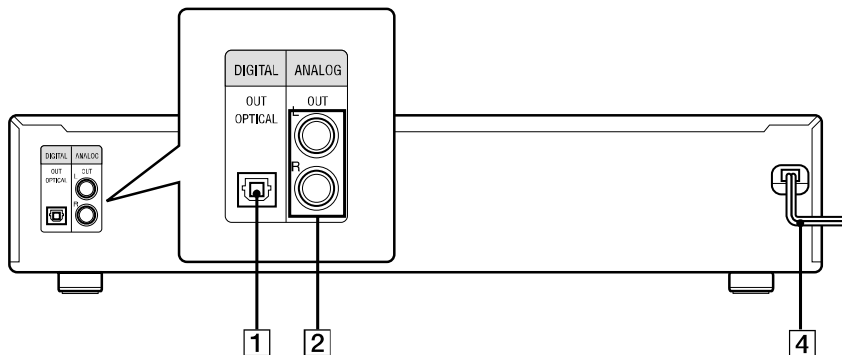 DIGITAL ANALOG
OUT OUT
OPTICAL
L
R
DIGITAL ANALOG
OUT OUT
OPTICAL
L
R
1 2 4